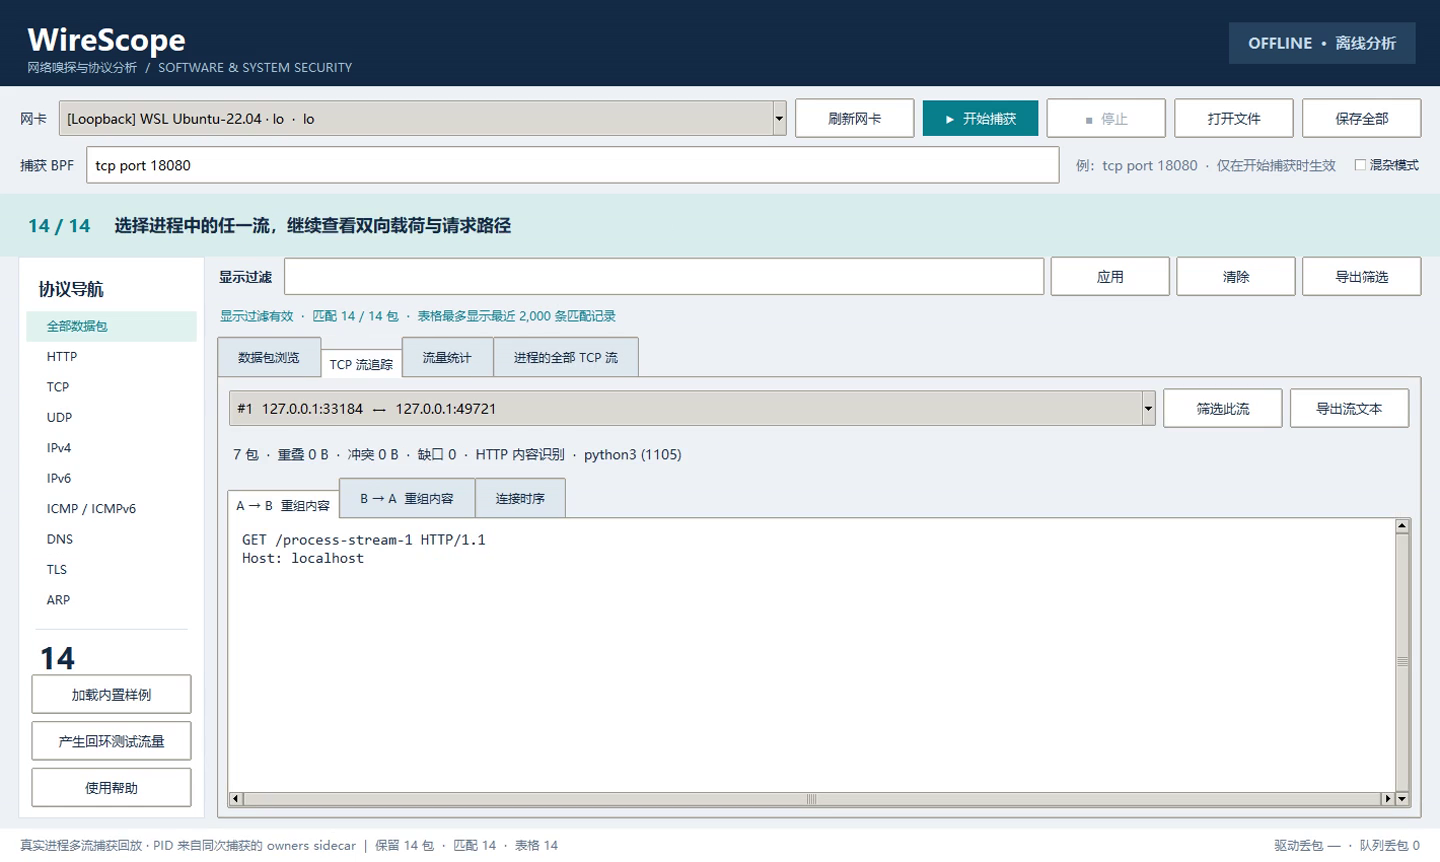 WireScope
网络嗅探与协议分析 / SOFTWARE & SYSTEM SECURITY
OFFLINE • 离线分析
网卡 [Loopback] WSL Ubuntu-22.04 · lo · lo 刷新网卡 ▶ 开始捕获 ■ 停止 打开文件 保存全部
捕获 BPF tcp port 18080 例: tcp port 18080 · 仅在开始捕获时生效 混杂模式
14 / 14 选择进程中的任一流，继续查看双向载荷与请求路径
协议导航
全部数据包
HTTP
TCP
UDP
IPv4
IPv6
ICMP / ICMPv6
DNS
TLS
ARP
14
加载内置样例
产生回环测试流量
使用帮助
显示过滤 应用 清除 导出筛选
显示过滤有效 · 匹配 14 / 14 包 · 表格最多显示最近 2,000 条匹配记录
数据包浏览 TCP 流追踪 流量统计 进程的全部 TCP 流
#1 127.0.0.1:33184 ↔ 127.0.0.1:49721 筛选此流 导出流文本
7 包 · 重叠 0 B · 冲突 0 B · 缺口 0 · HTTP 内容识别 · python3 (1105)
A → B 重组内容 B → A 重组内容 连接时序
GET /process-stream-1 HTTP/1.1
Host: localhost
真实进程多流捕获回放 · PID 来自同次捕获的 owners sidecar | 保留 14 包 · 匹配 14 · 表格 14
驱动丢包 — · 队列丢包 0